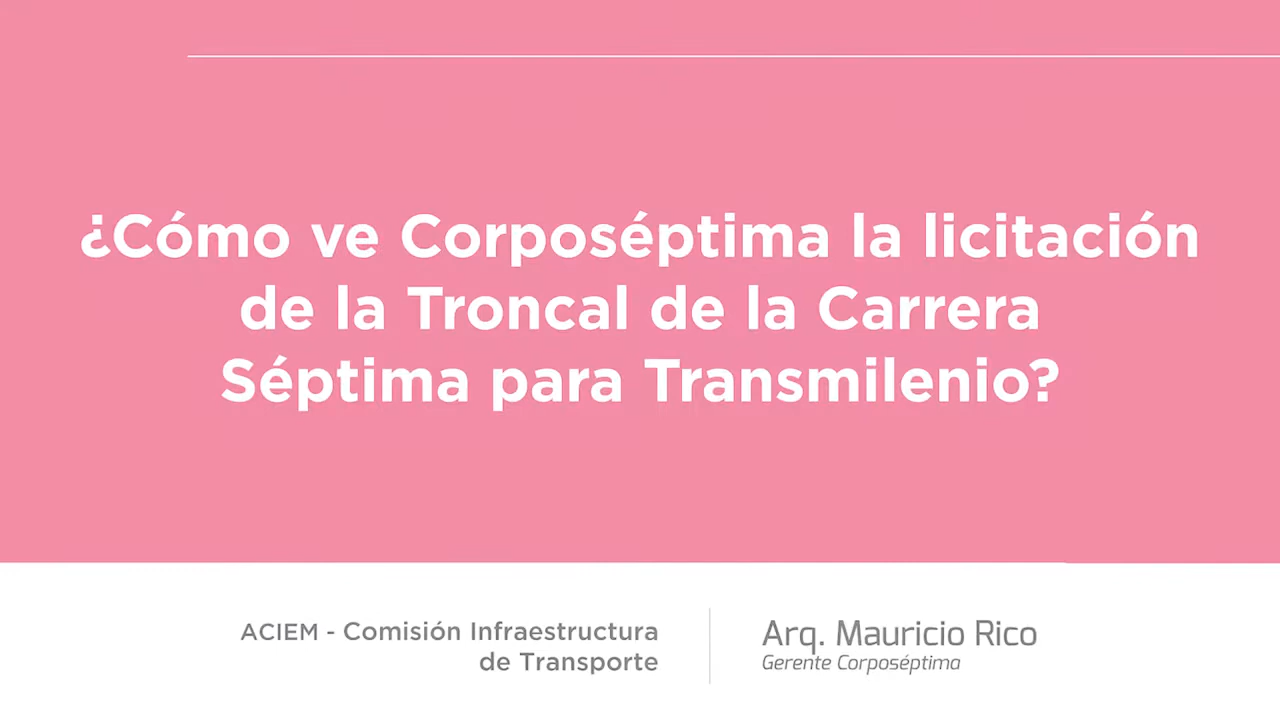 ¿Cómo ve Corposéptima la licitación
de la Troncal de la Carrera
Séptima para Transmilenio?
ACIEM - Comisión Infraestructura
de Transporte
Arq. Mauricio Rico
Gerente Corposéptima